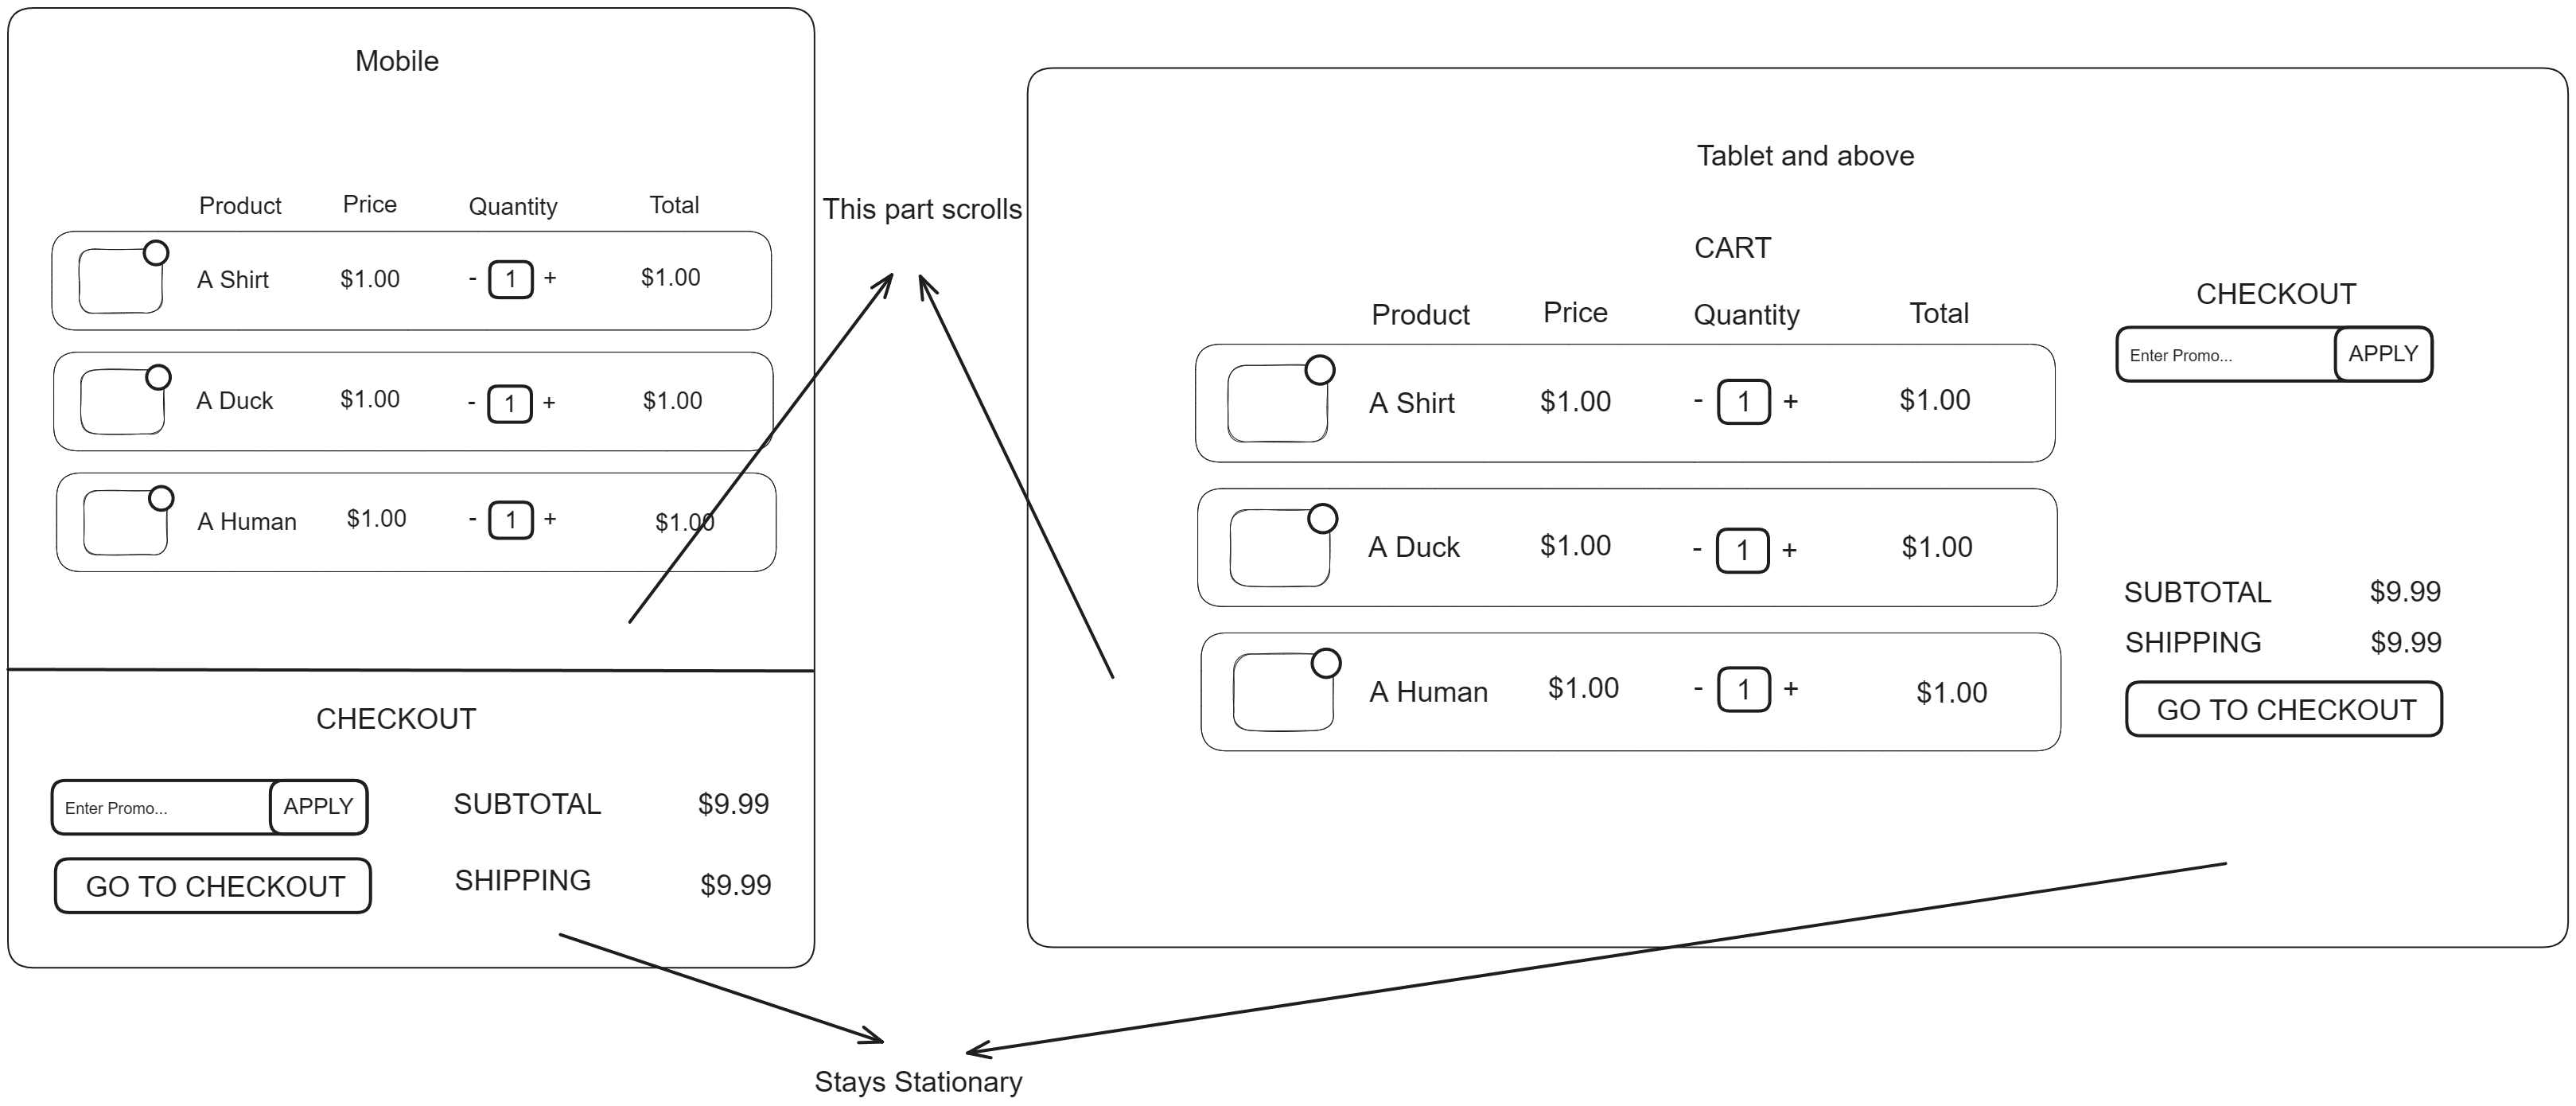 Mobile
Product Price Quantity Total
A Shirt $1.00 - 1 + $1.00
A Duck $1.00 - 1 + $1.00
A Human $1.00 - 1 + $1.00
CHECKOUT
Enter Promo... APPLY SUBTOTAL $9.99
GO TO CHECKOUT SHIPPING $9.99
This part scrolls
Tablet and above
CART
Product Price Quantity Total
A Shirt $1.00 - 1 + $1.00
A Duck $1.00 - 1 + $1.00
A Human $1.00 - 1 + $1.00
CHECKOUT
Enter Promo... APPLY
SUBTOTAL $9.99
SHIPPING $9.99
GO TO CHECKOUT
Stays Stationary